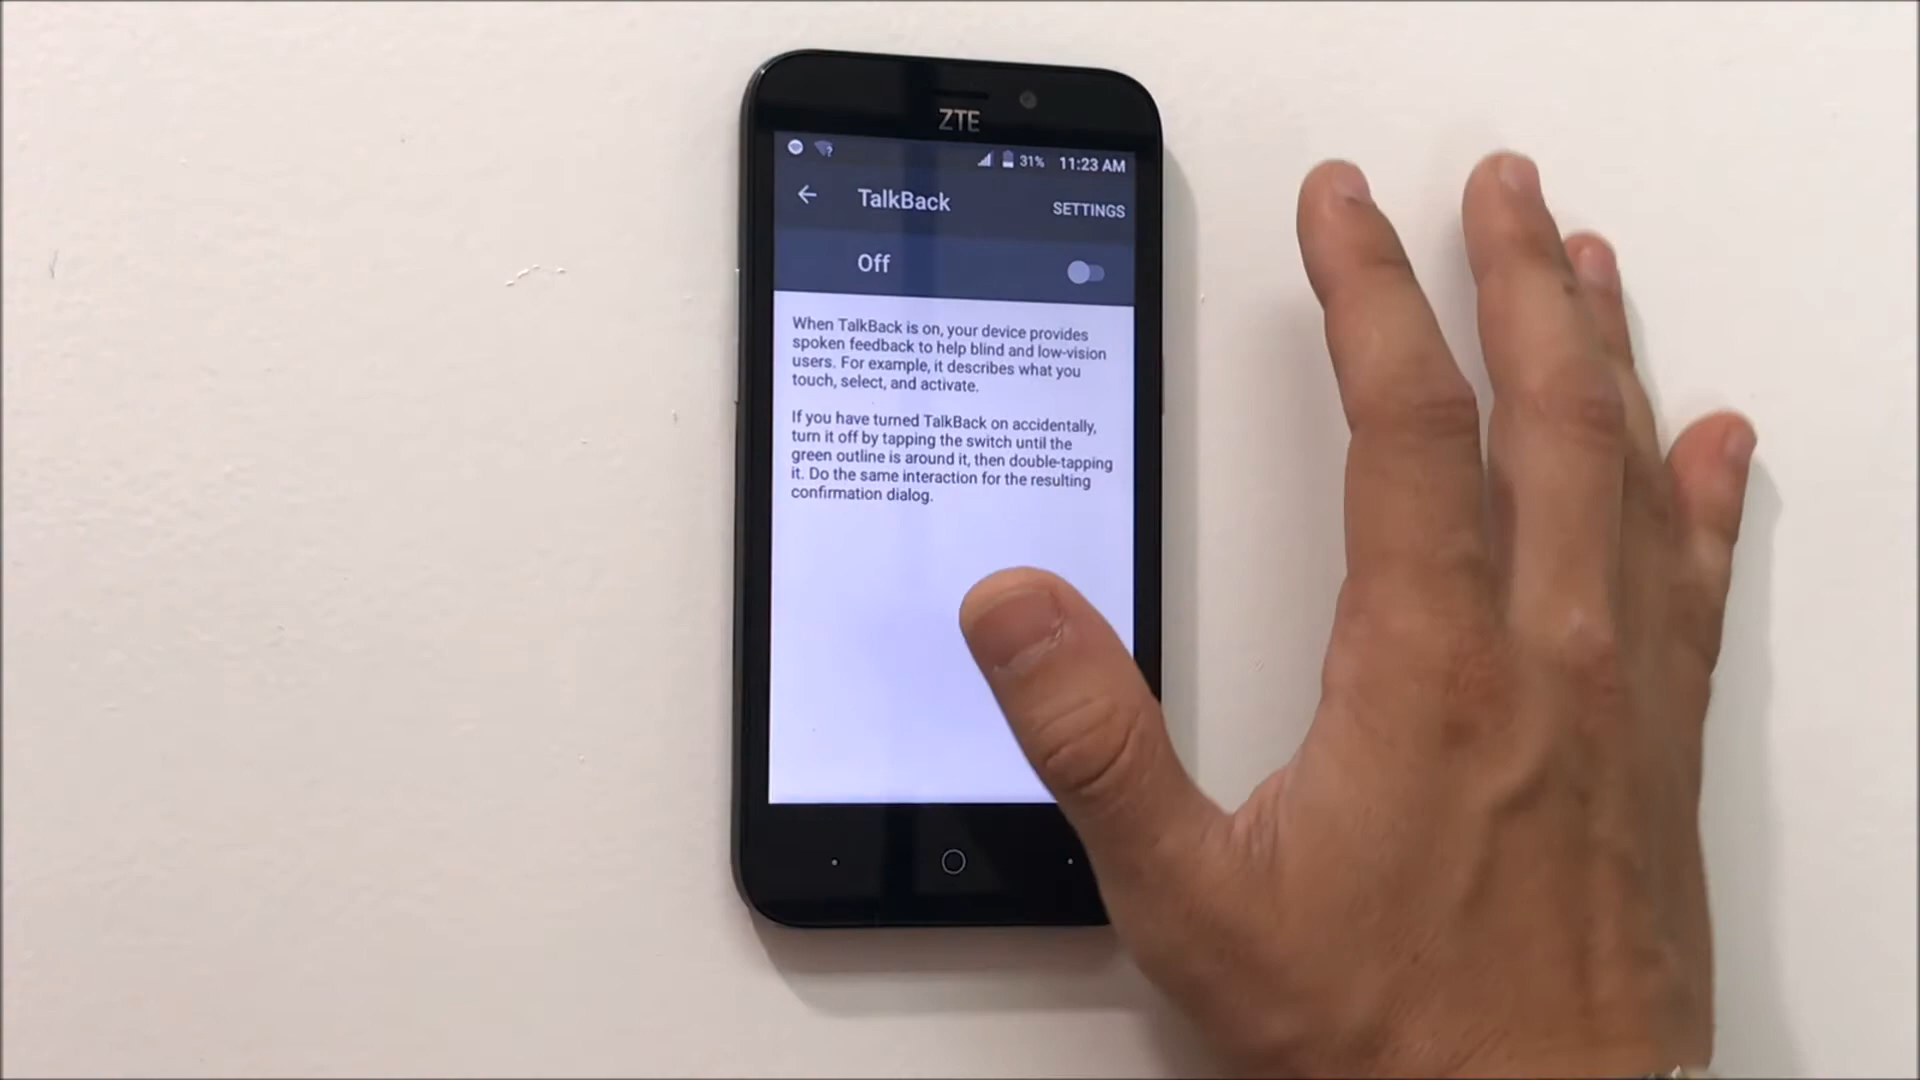 ZTE
31% 11:23 AM
TalkBack
SETTINGS
Off
When TalkBack is on, your device provides
spoken feedback to help blind and low-vision
users. For example, it describes what you
touch, select, and activate.
If you have turned TalkBack on accidentally,
turn it off by tapping the switch until the
green outline is around it, then double-tapping
it. Do the same interaction for the resulting
confirmation dialog.